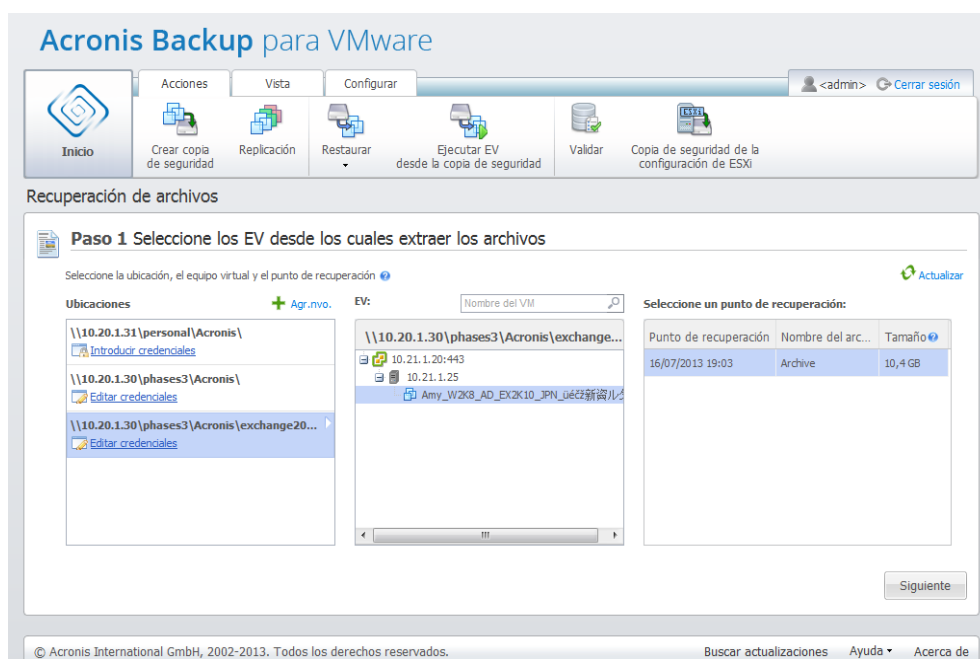 Acronis Backup para VMware
Acciones
Vista
Configurar
<admin>
Cerrar sesión
Inicio
Crear copia
de seguridad
Replicación
Restaurar
Ejecutar EV
desde la copia de seguridad
Validar
Copia de seguridad de la
configuración de ESXi
Recuperación de archivos
Paso 1 Seleccione los EV desde los cuales extraer los archivos
Seleccione la ubicación, el equipo virtual y el punto de recuperación
Actualizar
Ubicaciones
Agr.nvo.
EV:
Nombre del VM
Seleccione un punto de recuperación:
\\10.20.1.31\personal\Acronis\
Introducir credenciales
\\10.20.1.30\phases3\Acronis\
Editar credenciales
\\10.20.1.30\phases3\Acronis\exchange20...
Editar credenciales
\\10.20.1.30\phases3\Acronis\exchange...
10.21.1.20:443
10.21.1.25
Punto de recuperación
Nombre del arc...
Tamaño
16/07/2013 19:03
Archive
10,4 GB
Siguiente
© Acronis International GmbH, 2002-2013. Todos los derechos reservados.
Buscar actualizaciones
Ayuda
Acerca de